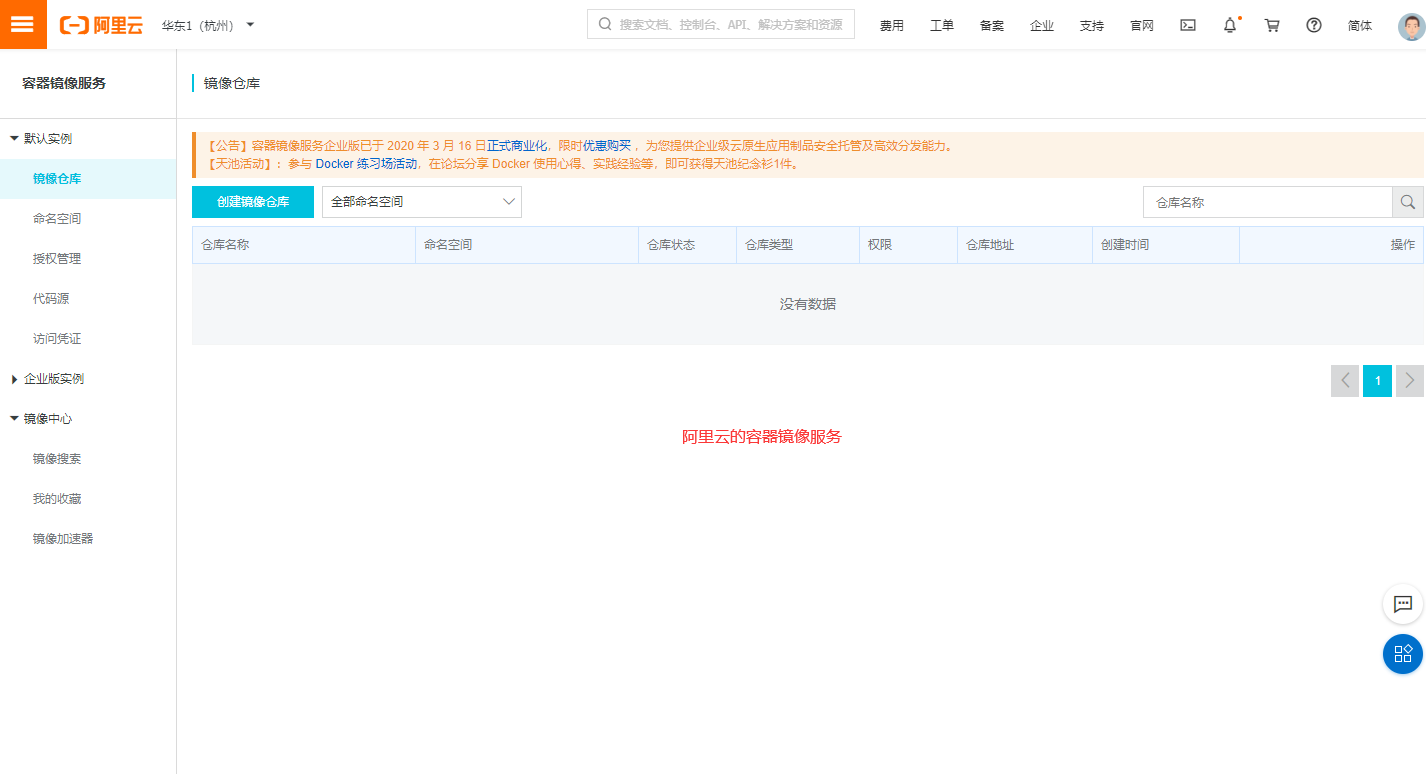 阿里云 华东1（杭州） 搜索文档、控制台、API、解决方案和资源 费用 工单 备案 企业 支持 官网 简体
容器镜像服务
镜像仓库
默认实例
镜像仓库
命名空间
授权管理
代码源
访问凭证
企业版实例
镜像中心
镜像搜索
我的收藏
镜像加速器
【公告】容器镜像服务企业版已于 2020 年 3 月 16 日正式商业化，限时优惠购买 ，为您提供企业级云原生应用制品安全托管及高效分发能力。
【天池活动】：参与 Docker 练习场活动，在论坛分享 Docker 使用心得、实践经验等，即可获得天池纪念衫1件。
创建镜像仓库 全部命名空间 仓库名称
仓库名称 命名空间 仓库状态 仓库类型 权限 仓库地址 创建时间 操作
没有数据
1
阿里云的容器镜像服务